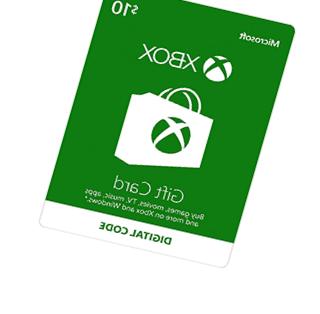 $10
Microsoft
XBOX
Gift Card
Buy games, movies, TV, music, apps
and more on Xbox and Windows.*
DIGITAL CODE